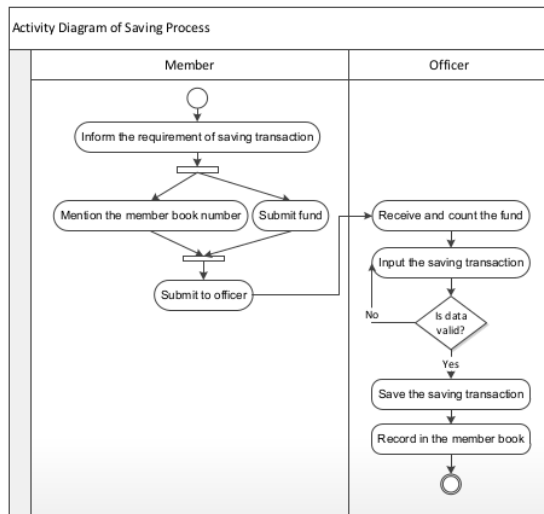 Activity Diagram of Saving Process
Member
Officer
Inform the requirement of saving transaction
Mention the member book number
Submit fund
Submit to officer
Receive and count the fund
Input the saving transaction
Is data
valid?
No
Yes
Save the saving transaction
Record in the member book